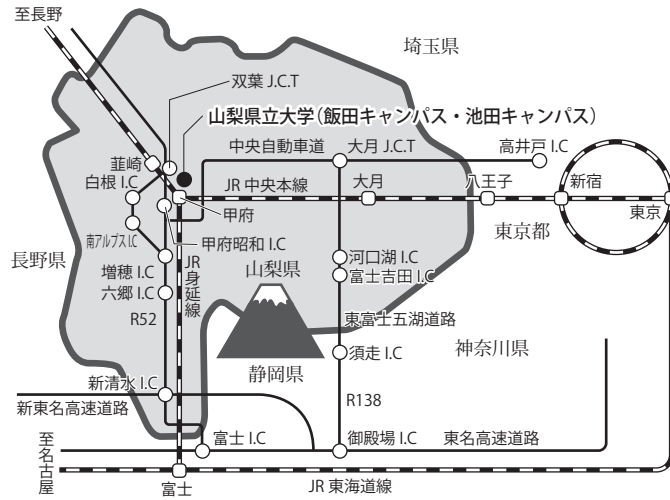 至長野
埼玉県
双葉 J.C.T
山梨県立大学（飯田キャンパス・池田キャンパス）
中央自動車道
大月 J.C.T
高井戸 I.C
韮崎
白根 I.C
JR 中央本線
大月
八王子
新宿
東京
甲府
東京都
南アルプス I.C
甲府昭和 I.C
長野県
増穂 I.C
JR身延線
山梨県
河口湖 I.C
富士吉田 I.C
六郷 I.C
R52
東富士五湖道路
静岡県
須走 I.C
神奈川県
新清水 I.C
新東名高速道路
R138
至名古屋
富士 I.C
御殿場 I.C
東名高速道路
富士
JR 東海道線